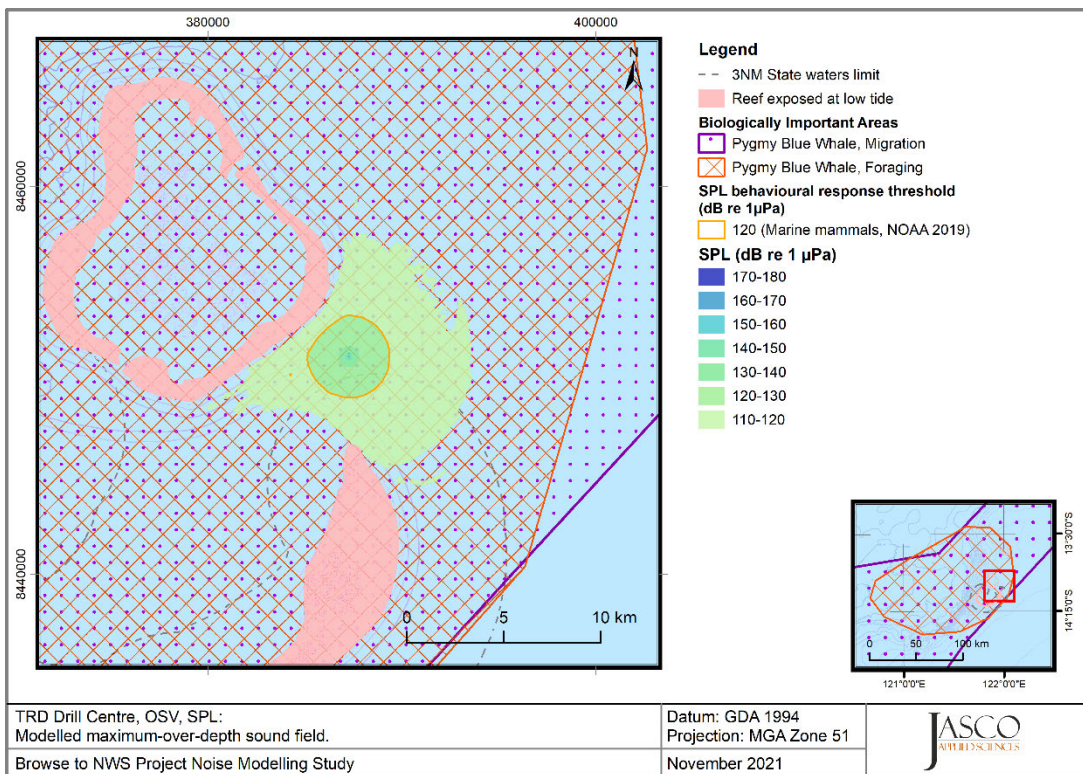 380000
400000
8460000
8440000
N
0
5
10 km
Legend
3NM State waters limit
Reef exposed at low tide
Biologically Important Areas
Pygmy Blue Whale, Migration
Pygmy Blue Whale, Foraging
SPL behavioural response threshold
(dB re 1µPa)
120 (Marine mammals, NOAA 2019)
SPL (dB re 1 µPa)
170-180
160-170
150-160
140-150
130-140
120-130
110-120
13°30'S
14°15'S
0
50
100 km
121°0'0"E
122°0'0"E
TRD Drill Centre, OSV, SPL:
Modelled maximum-over-depth sound field.
Browse to NWS Project Noise Modelling Study
Datum: GDA 1994
Projection: MGA Zone 51
November 2021
JASCO
APPLIED SCIENCES